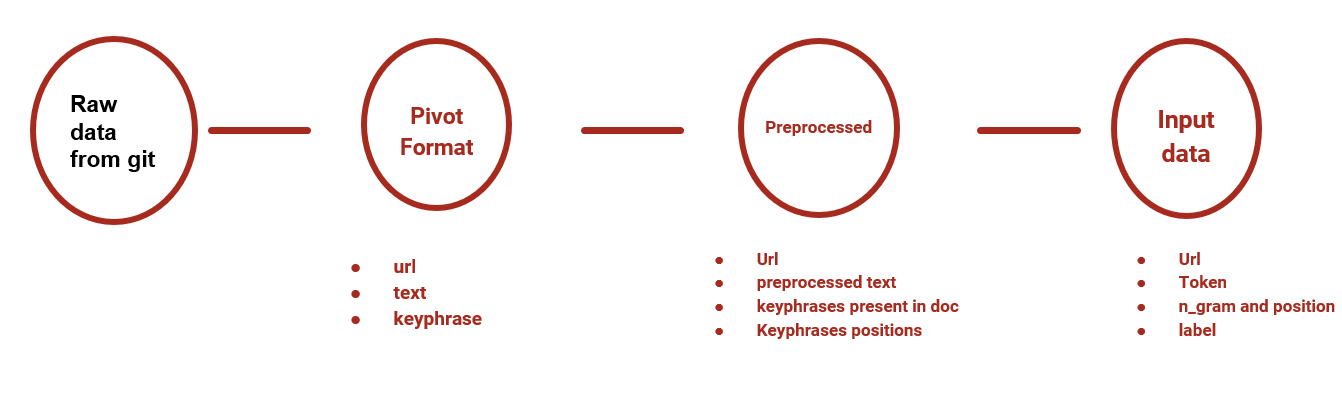 Raw
data
from git
Pivot
Format
Preprocessed
Input
data
● url
● text
● keyphrase
● Url
● preprocessed text
● keyphrases present in doc
● Keyphrases positions
● Url
● Token
● n_gram and position
● label